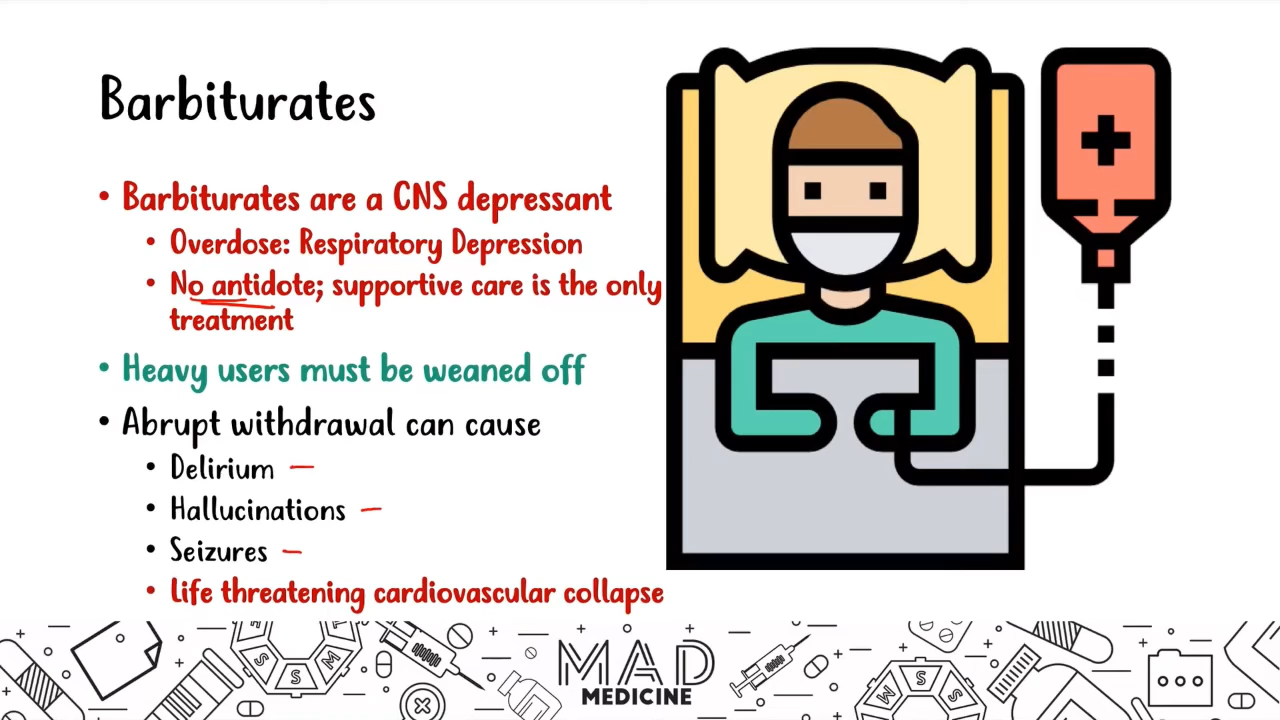 Barbiturates
• Barbiturates are a CNS depressant
• Overdose: Respiratory Depression
• No antidote; supportive care is the only
treatment
• Heavy users must be weaned off
• Abrupt withdrawal can cause
• Delirium
• Hallucinations
• Seizures
• Life threatening cardiovascular collapse
S S M
MAD
MEDICINE
M S S